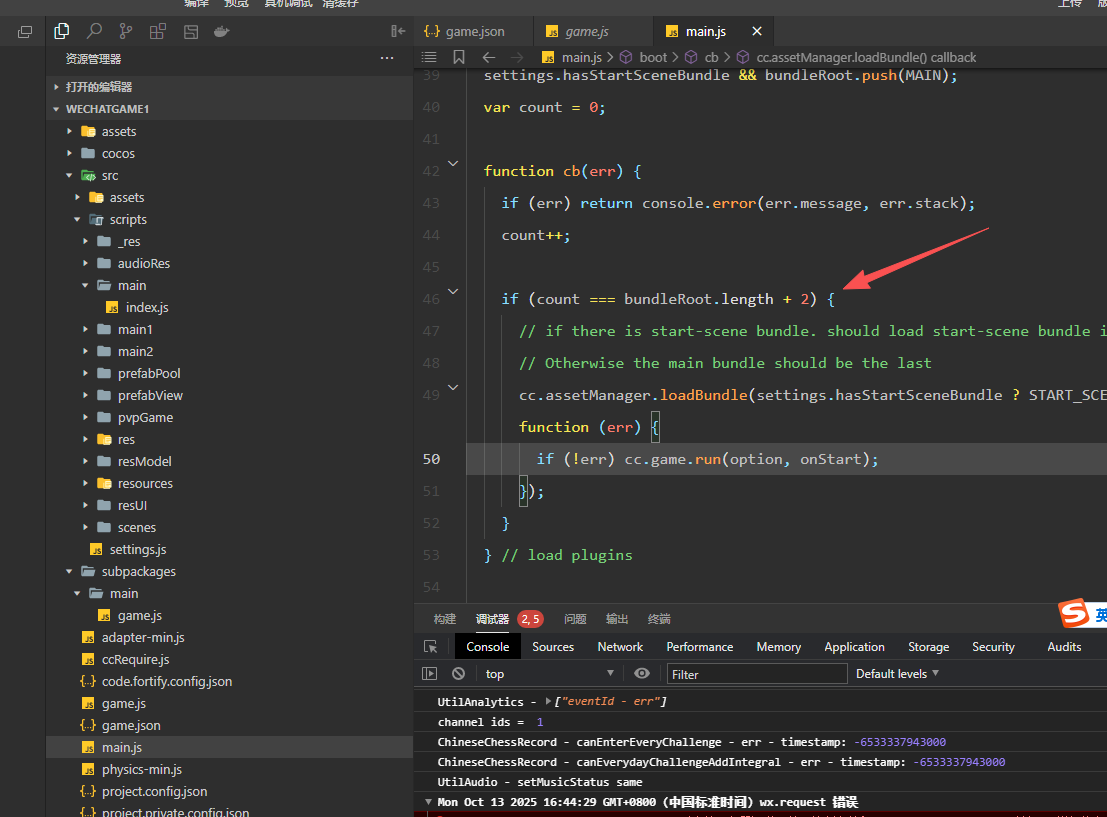 编译 预览 真机调试 清缓存 上传
game.json game.js main.js
资源管理器
main.js boot cb cc.assetManager.loadBundle() callback
打开的编辑器
WECHATGAME1
assets
cocos
src
assets
scripts
_res
audioRes
main
index.js
main1
main2
prefabPool
prefabView
pvpGame
res
resModel
resources
resUI
scenes
settings.js
subpackages
main
game.js
adapter-min.js
ccRequire.js
code.fortify.config.json
game.js
game.json
main.js
physics-min.js
project.config.json
project.private.config.json
39 settings.hasStartSceneBundle && bundleRoot.push(MAIN);
40 var count = 0;
41
42 function cb(err) {
43 if (err) return console.error(err.message, err.stack);
44 count++;
45
46 if (count === bundleRoot.length + 2) {
47 // if there is start-scene bundle. should load start-scene bundle i
48 // Otherwise the main bundle should be the last
49 cc.assetManager.loadBundle(settings.hasStartSceneBundle ? START_SCE
function (err) {
50 if (!err) cc.game.run(option, onStart);
51 });
52 }
53 } // load plugins
54
构建 调试器 2, 5 问题 输出 终端
Console Sources Network Performance Memory Application Storage Security Audits
top Filter Default levels
UtilAnalytics - ["eventId - err"]
channel ids = 1
ChineseChessRecord - canEnterEveryChallenge - err - timestamp: -6533337943000
ChineseChessRecord - canEverydayChallengeAddIntegral - err - timestamp: -6533337943000
UtilAudio - setMusicStatus same
Mon Oct 13 2025 16:44:29 GMT+0800 (中国标准时间) wx.request 错误
S 英